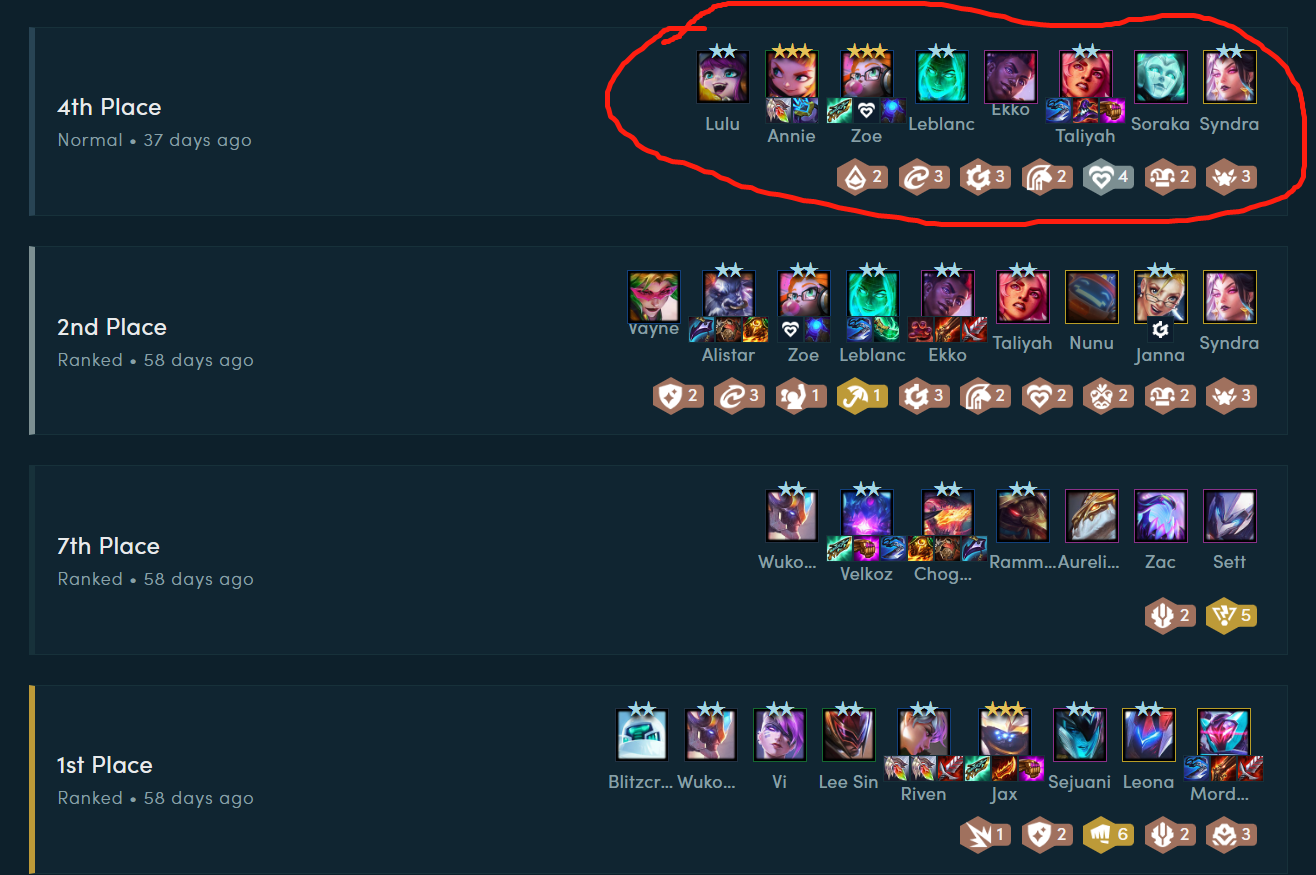 4th Place
Normal • 37 days ago
Lulu Annie Zoe Leblanc Ekko Taliyah Soraka Syndra
2 3 3 2 4 2 3
2nd Place
Ranked • 58 days ago
Vayne Alistar Zoe Leblanc Ekko Taliyah Nunu Janna Syndra
2 3 1 1 3 2 2 2 2 3
7th Place
Ranked • 58 days ago
Wuko... Velkoz Chog... Ramm... Aureli... Zac Sett
2 5
1st Place
Ranked • 58 days ago
Blitzcr... Wuko... Vi Lee Sin Riven Jax Sejuani Leona Mord...
1 2 6 2 3